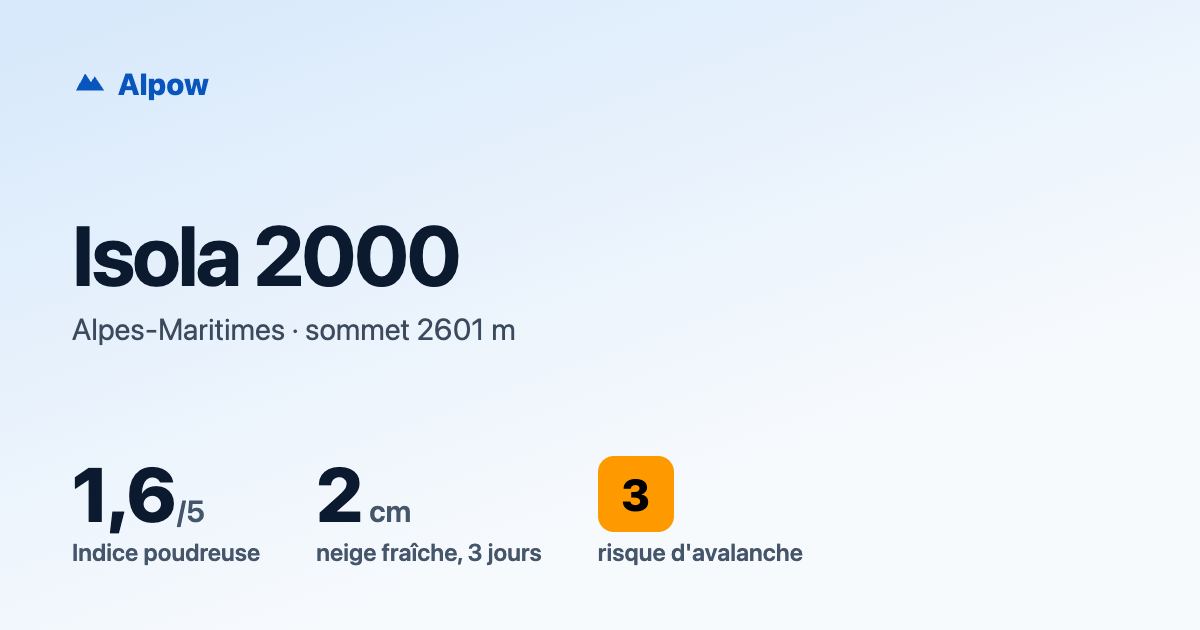 Alpow
Isola 2000
Alpes-Maritimes · sommet 2601 m
1,6/5
Indice poudreuse
2 cm
neige fraîche, 3 jours
3
risque d'avalanche